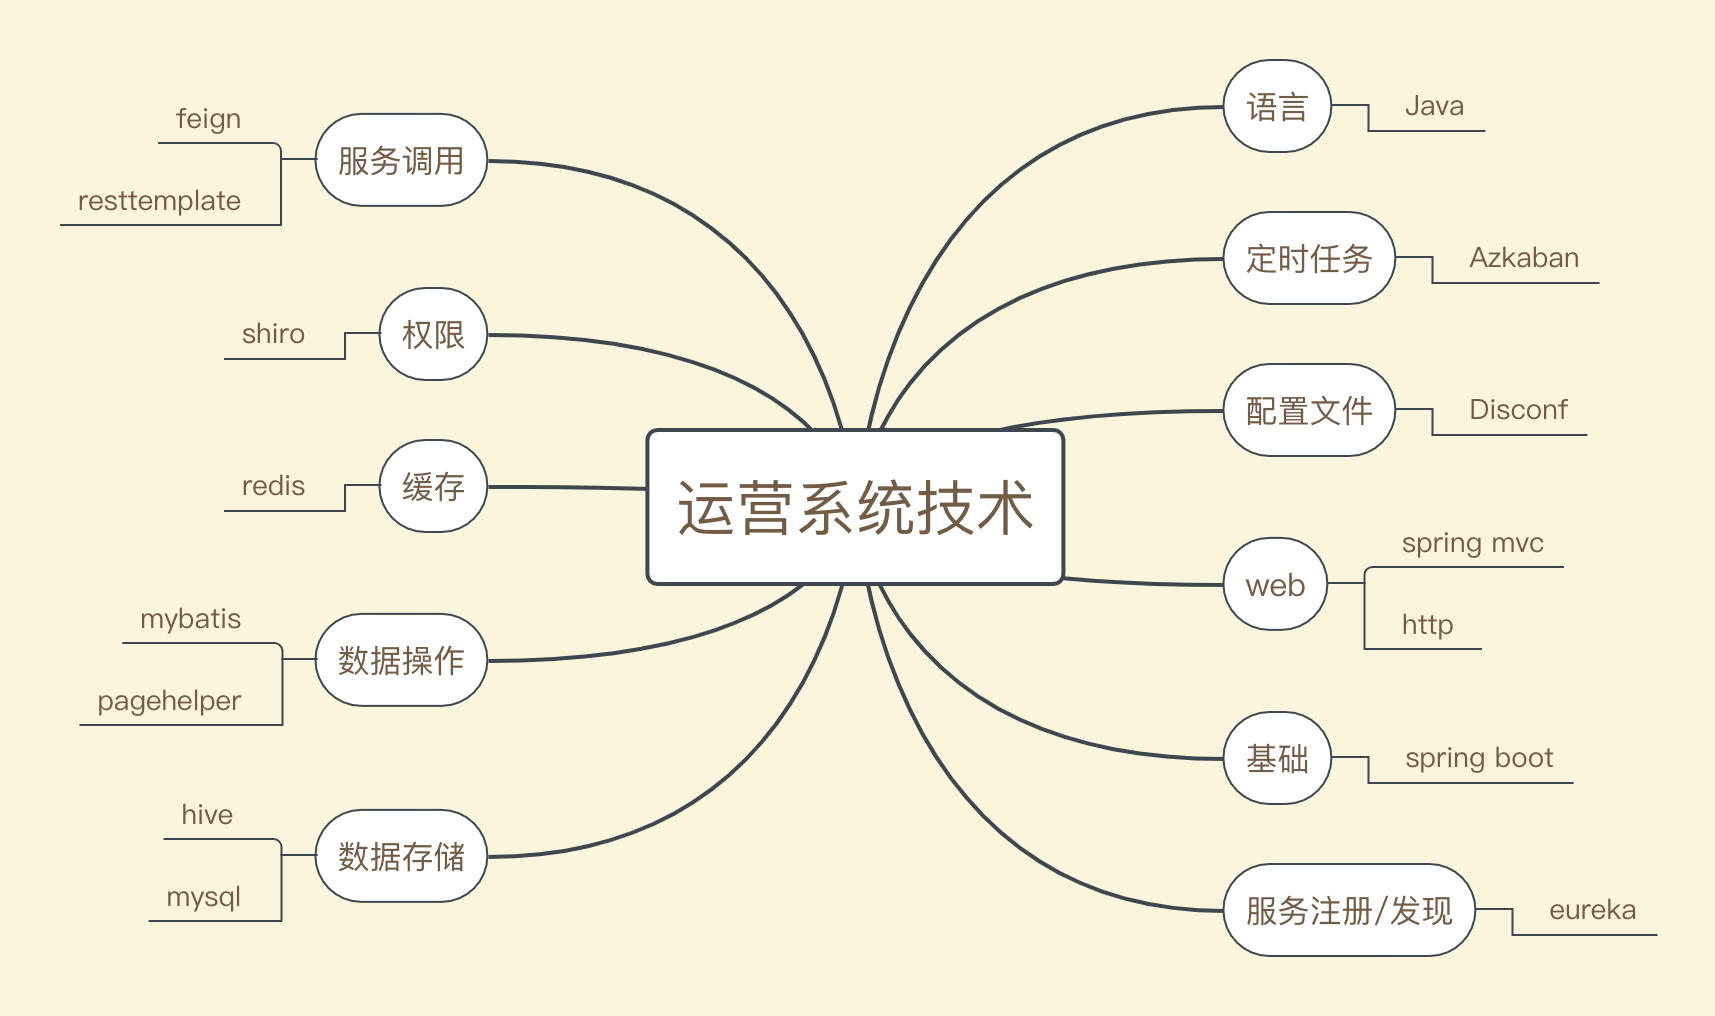 运营系统技术
语言
Java
定时任务
Azkaban
配置文件
Disconf
web
spring mvc
http
基础
spring boot
服务注册/发现
eureka
服务调用
feign
resttemplate
权限
shiro
缓存
redis
数据操作
mybatis
pagehelper
数据存储
hive
mysql